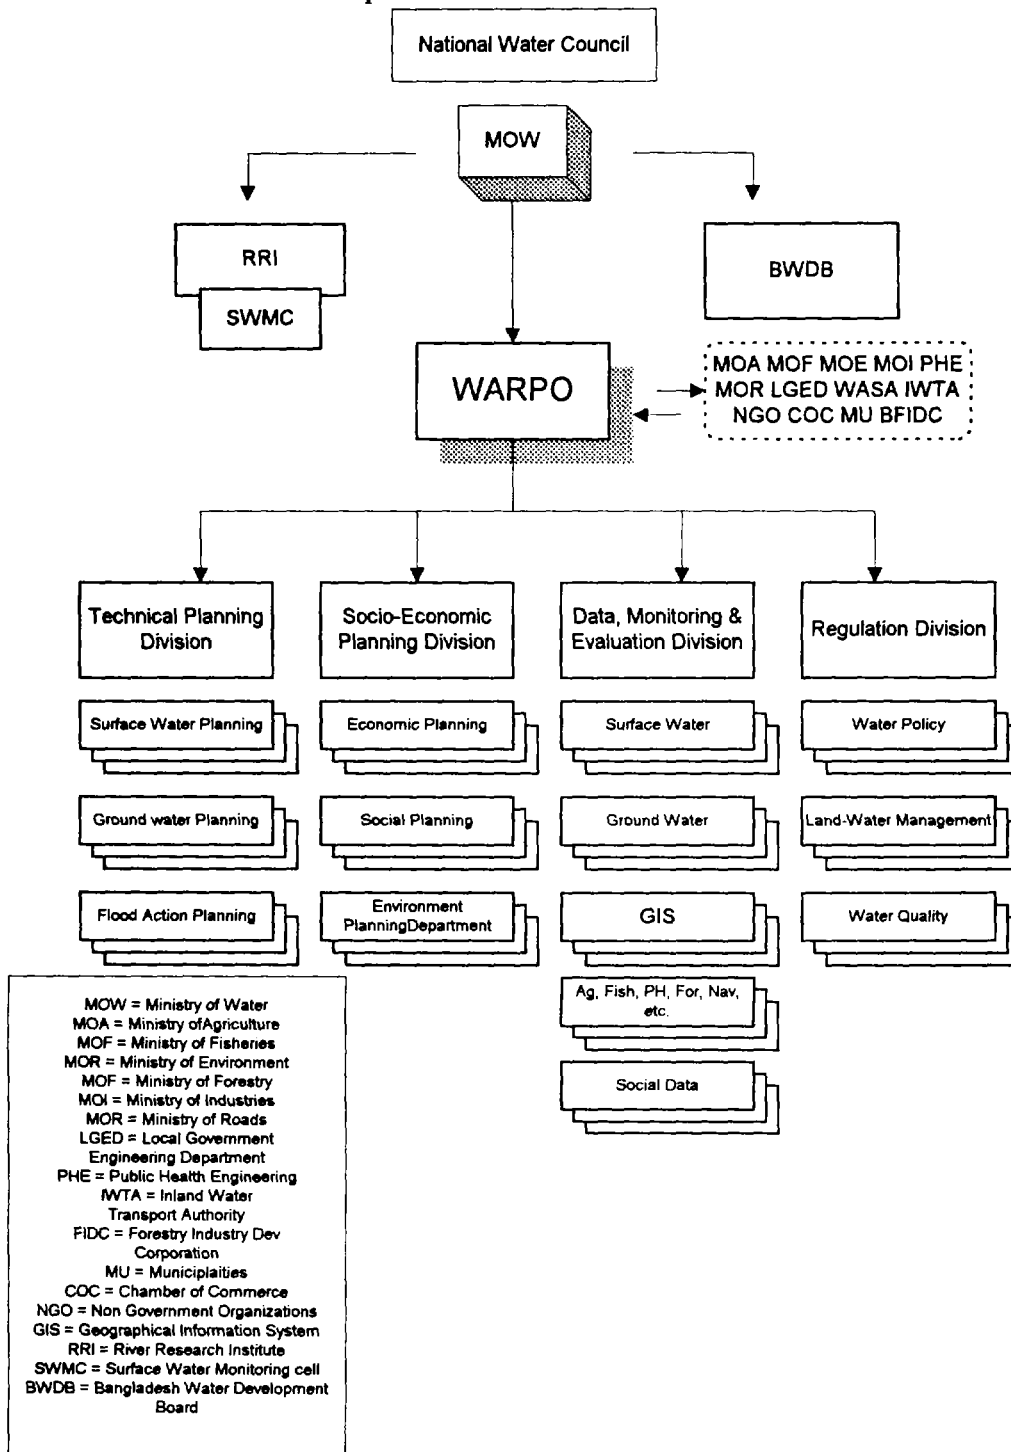 National Water Council
MOW
RRI
BWDB
SWMC
WARPO
MOA MOF MOE MOI PHE
MOR LGED WASA IWTA
NGO COC MU BFIDC
Technical Planning
Division
Socio-Economic
Planning Division
Data, Monitoring &
Evaluation Division
Regulation Division
Surface Water Planning
Economic Planning
Surface Water
Water Policy
Ground water Planning
Social Planning
Ground Water
Land-Water Management
Flood Action Planning
Environment
PlanningDepartment
GIS
Water Quality
Ag, Fish, PH, For, Nav,
etc.
Social Data
MOW = Ministry of Water
MOA = Ministry ofAgriculture
MOF = Ministry of Fisheries
MOR = Ministry of Environment
MOF = Ministry of Forestry
MOI = Ministry of Industries
MOR = Ministry of Roads
LGED = Local Government
Engineering Department
PHE = Public Health Engineering
IWTA = Inland Water
Transport Authority
FIDC = Forestry Industry Dev
Corporation
MU = Municiplaities
COC = Chamber of Commerce
NGO = Non Government Organizations
GIS = Geographical Information System
RRI = River Research Institute
SWMC = Surface Water Monitoring cell
BWDB = Bangladesh Water Development
Board